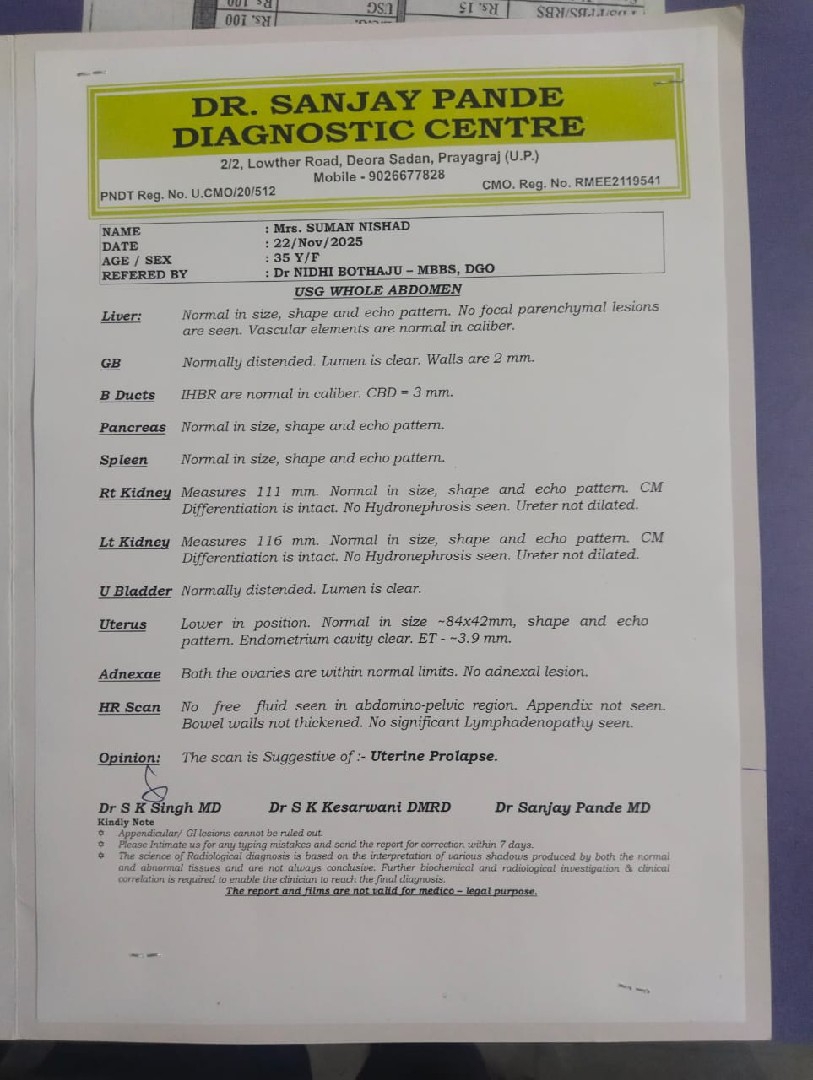 Rs. 100
USG
Rs. 15
Rs. 100
DR. SANJAY PANDE
DIAGNOSTIC CENTRE
2/2, Lowther Road, Deora Sadan, Prayagraj (U.P.)
Mobile - 9026677828
PNDT Reg. No. U.CMO/20/512 CMO. Reg. No. RMEE2119541
NAME : Mrs. SUMAN NISHAD
DATE : 22/Nov/2025
AGE / SEX : 35 Y/F
REFERED BY : Dr NIDHI BOTHAJU – MBBS, DGO
USG WHOLE ABDOMEN
Liver: Normal in size, shape and echo pattern. No focal parenchymal lesions
are seen. Vascular elements are normal in caliber.
GB Normally distended. Lumen is clear. Walls are 2 mm.
B Ducts IHBR are normal in caliber. CBD = 3 mm.
Pancreas Normal in size, shape and echo pattern.
Spleen Normal in size, shape and echo pattern.
Rt Kidney Measures 111 mm. Normal in size, shape and echo pattern. CM
Differentiation is intact. No Hydronephrosis seen. Ureter not dilated.
Lt Kidney Measures 116 mm. Normal in size, shape and echo pattern. CM
Differentiation is intact. No Hydronephrosis seen. Ureter not dilated.
U Bladder Normally distended. Lumen is clear.
Uterus Lower in position. Normal in size ~84x42mm, shape and echo
pattern. Endometrium cavity clear. ET - ~3.9 mm.
Adnexae Both the ovaries are within normal limits. No adnexal lesion.
HR Scan No free fluid seen in abdomino-pelvic region. Appendix not seen.
Bowel walls not thickened. No significant Lymphadenopathy seen.
Opinion: The scan is Suggestive of :- Uterine Prolapse.
Dr S K Singh MD Dr S K Kesarwani DMRD Dr Sanjay Pande MD
Kindly Note
Appendicular/ GI lesions cannot be ruled out
Please Intimate us for any typing mistakes and send the report for correction within 7 days.
The science of Radiological diagnosis is based on the interpretation of various shadows produced by both the normal
and abnormal tissues and are not always conclusive. Further biochemical and radiological investigation & clinical
correlation is required to enable the clinician to reach the final diagnosis.
The report and films are not valid for medico – legal purpose.